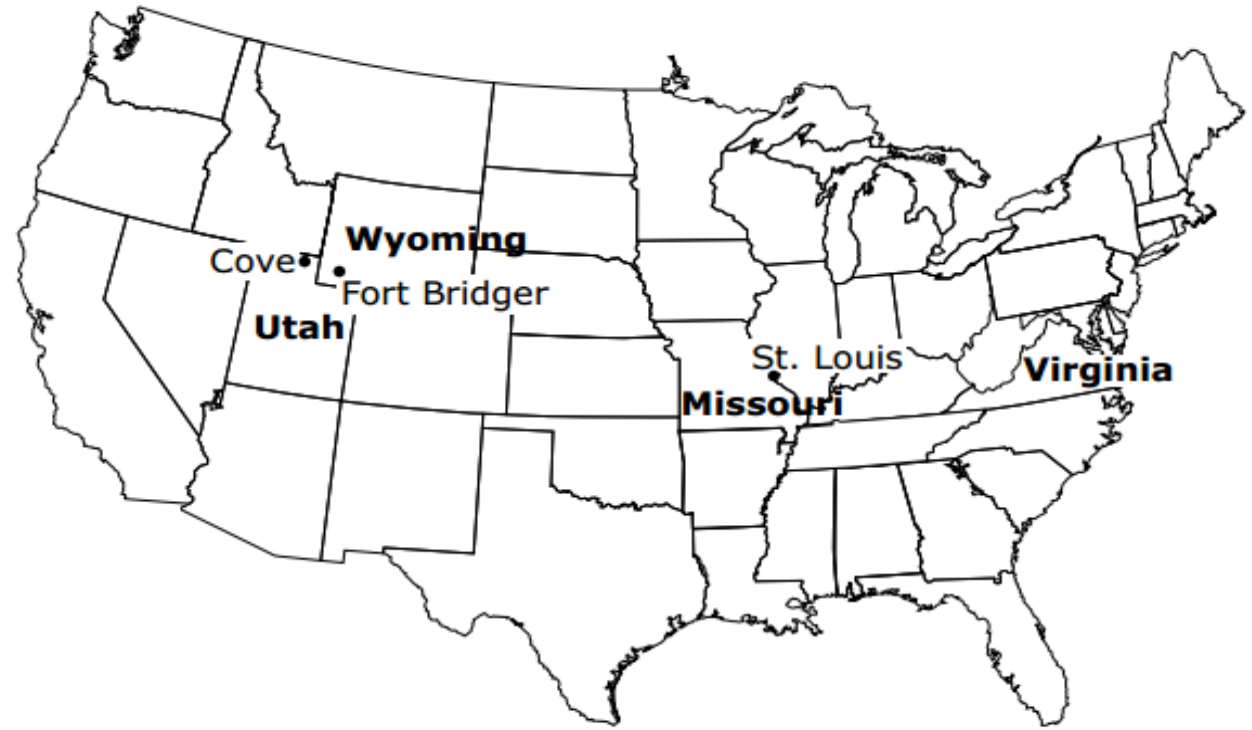 Wyoming
Cove
Fort Bridger
Utah
St. Louis
Virginia
Missouri